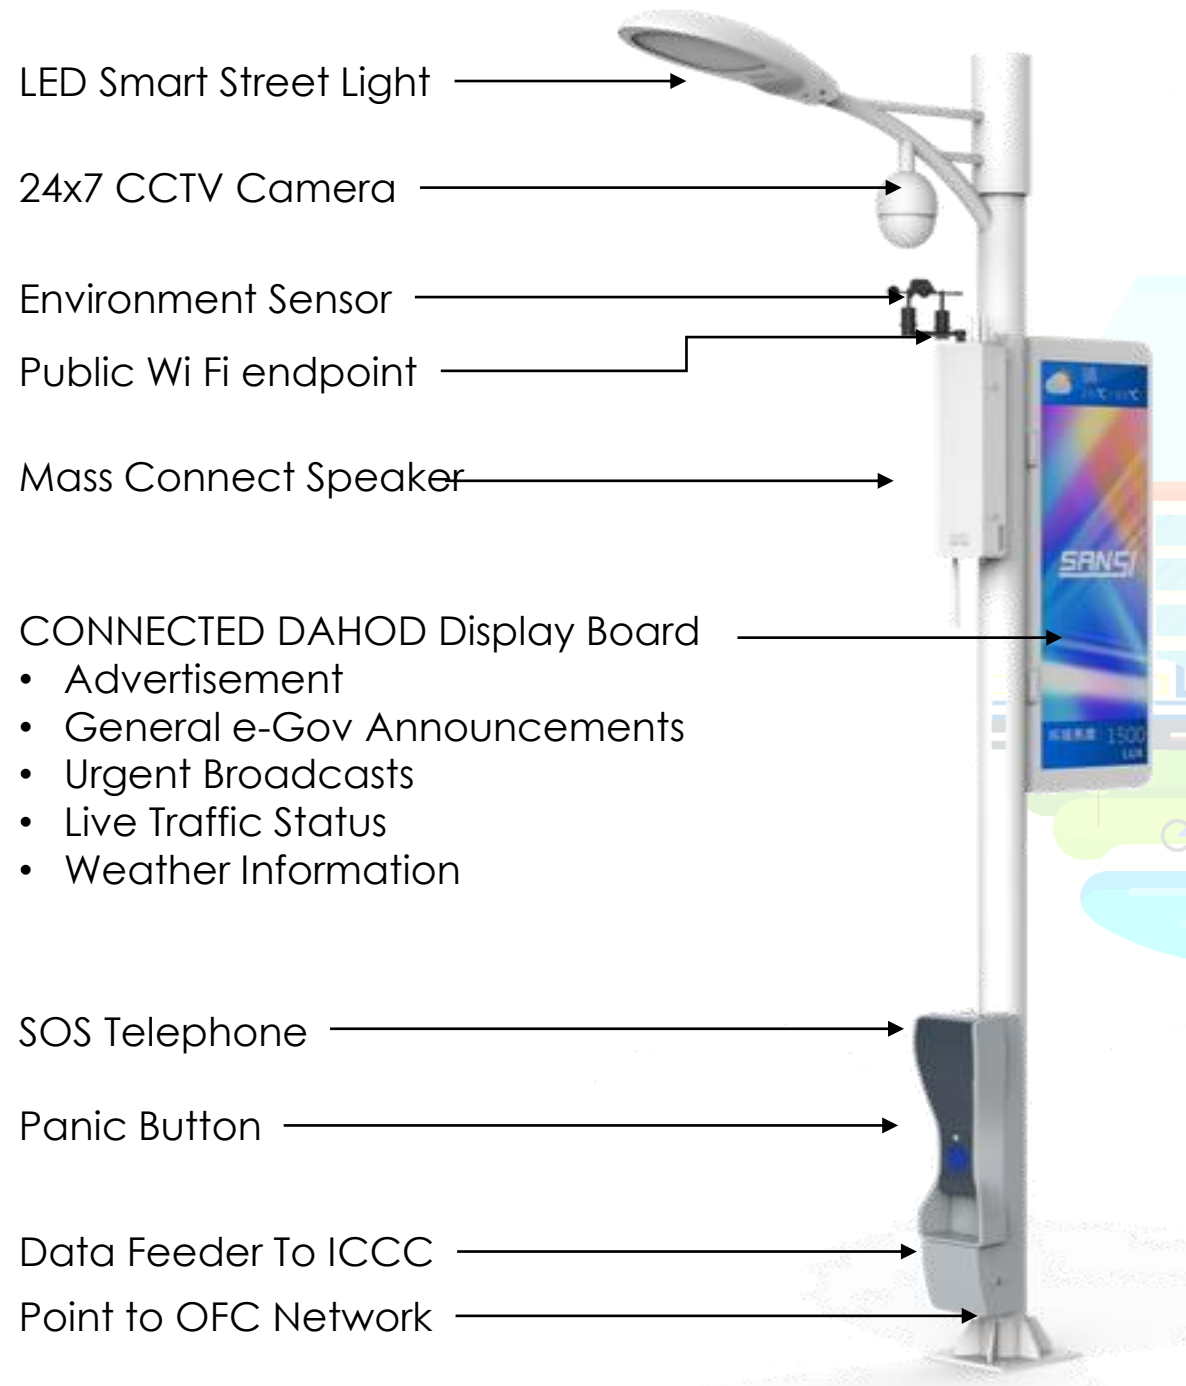 LED Smart Street Light
24x7 CCTV Camera
Environment Sensor
Public Wi Fi endpoint
Mass Connect Speaker
SANSI
CONNECTED DAHOD Display Board
• Advertisement
• General e-Gov Announcements
• Urgent Broadcasts
• Live Traffic Status
• Weather Information
1500
LUX
SOS Telephone
Panic Button
Data Feeder To ICCC
Point to OFC Network